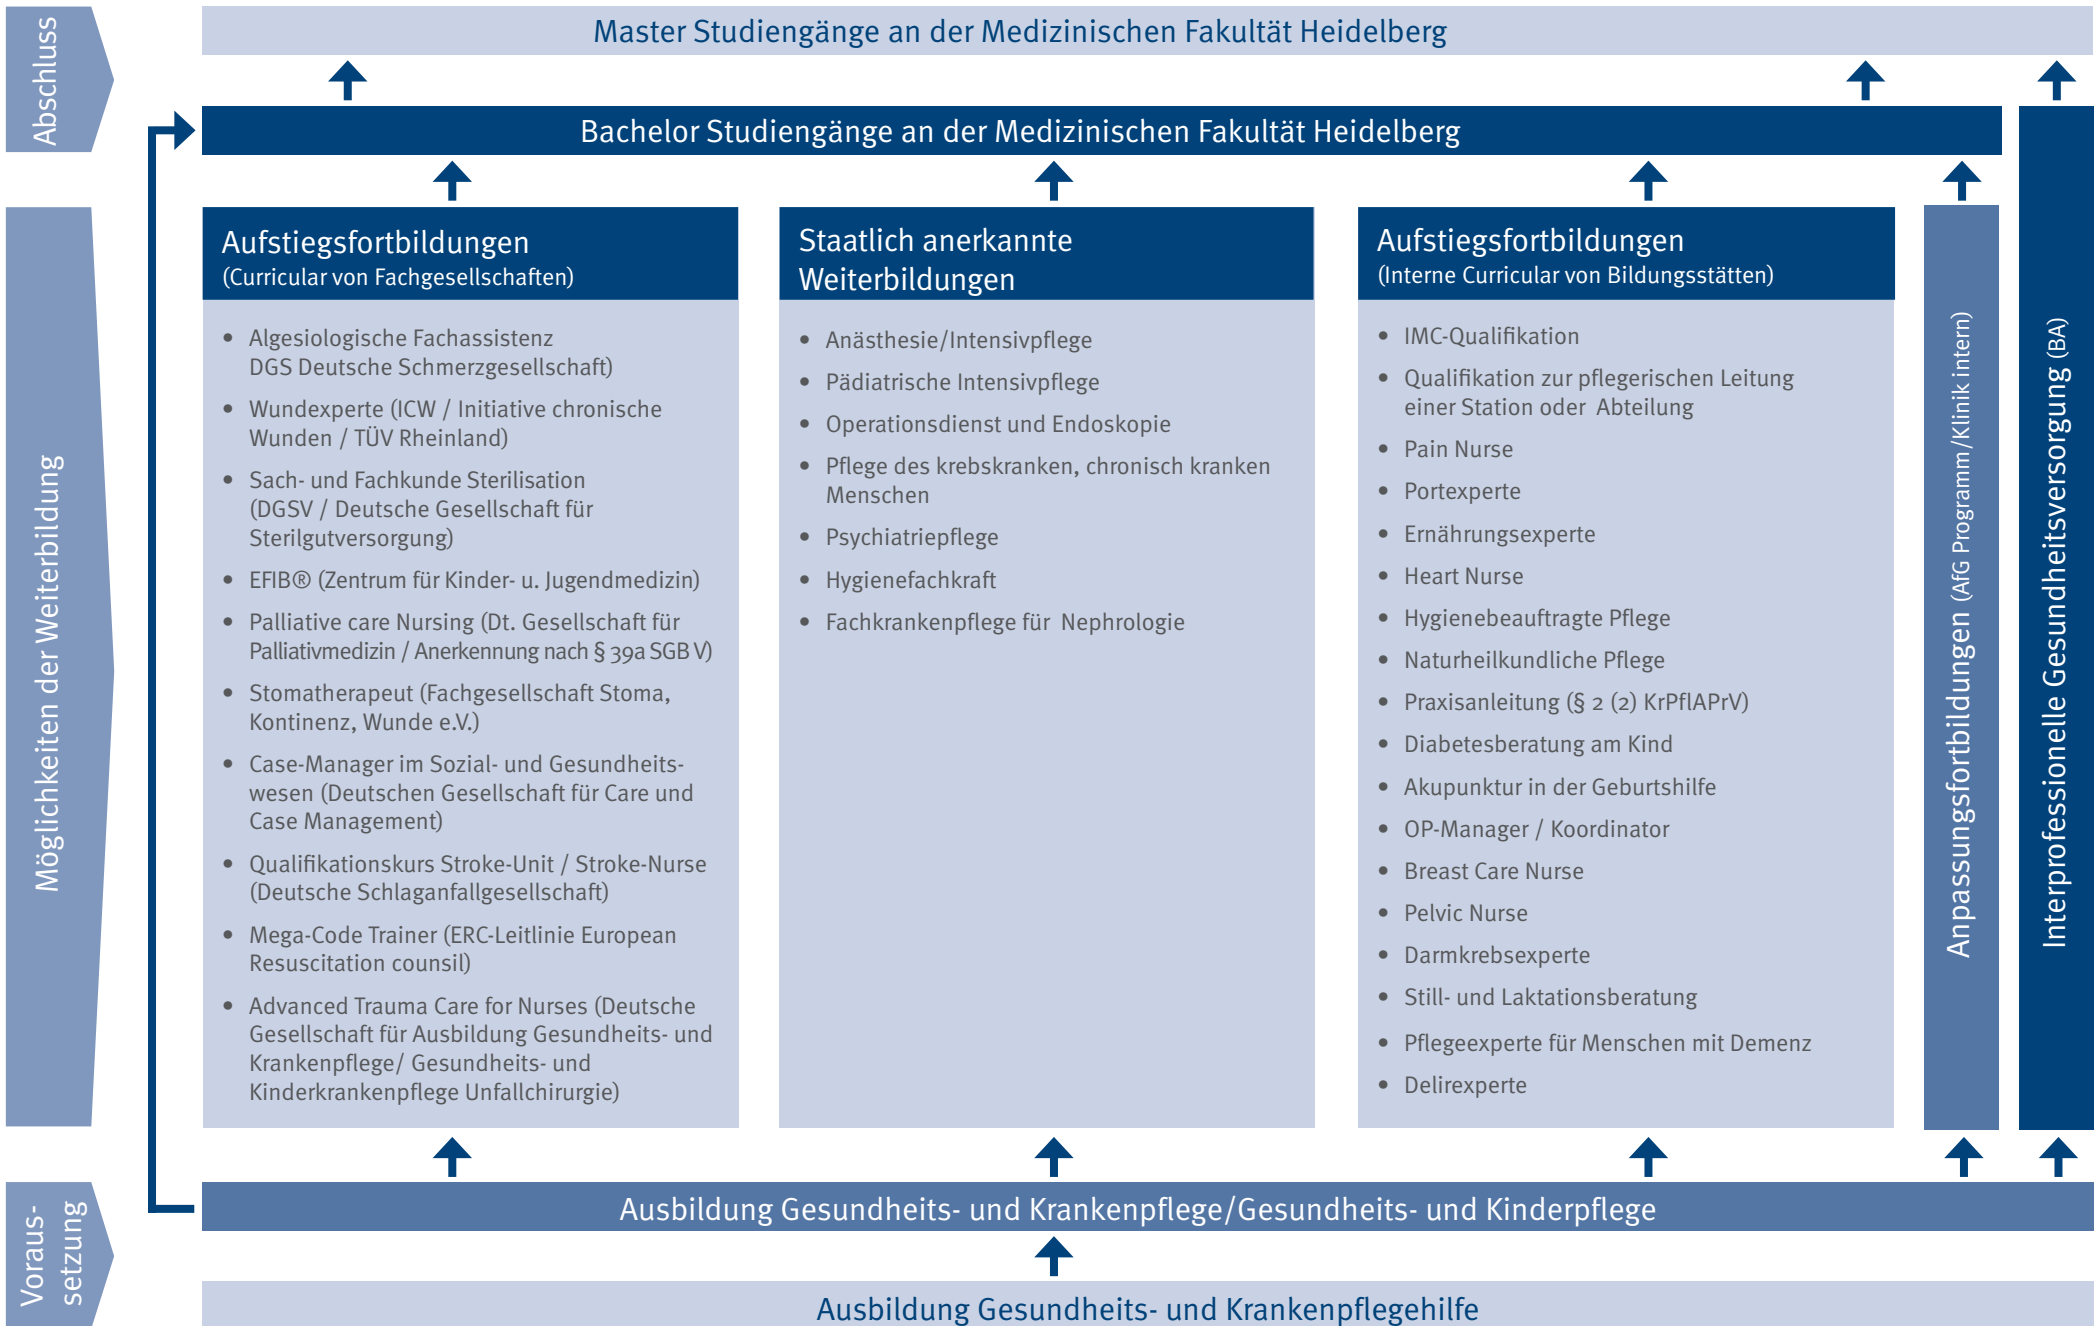 Abschluss
Master Studiengänge an der Medizinischen Fakultät Heidelberg
Bachelor Studiengänge an der Medizinischen Fakultät Heidelberg
Möglichkeiten der Weiterbildung
Aufstiegsfortbildungen
(Curricular von Fachgesellschaften)
• Algesiologische Fachassistenz
DGS Deutsche Schmerzgesellschaft)
• Wundexperte (ICW / Initiative chronische
Wunden / TÜV Rheinland)
• Sach- und Fachkunde Sterilisation
(DGSV / Deutsche Gesellschaft für
Sterilgutversorgung)
• EFIB® (Zentrum für Kinder- u. Jugendmedizin)
• Palliative care Nursing (Dt. Gesellschaft für
Palliativmedizin / Anerkennung nach § 39a SGB V)
• Stomatherapeut (Fachgesellschaft Stoma,
Kontinenz, Wunde e.V.)
• Case-Manager im Sozial- und Gesundheits-
wesen (Deutschen Gesellschaft für Care und
Case Management)
• Qualifikationskurs Stroke-Unit / Stroke-Nurse
(Deutsche Schlaganfallgesellschaft)
• Mega-Code Trainer (ERC-Leitlinie European
Resuscitation counsil)
• Advanced Trauma Care for Nurses (Deutsche
Gesellschaft für Ausbildung Gesundheits- und
Krankenpflege/ Gesundheits- und
Kinderkrankenpflege Unfallchirurgie)
Staatlich anerkannte
Weiterbildungen
• Anästhesie/Intensivpflege
• Pädiatrische Intensivpflege
• Operationsdienst und Endoskopie
• Pflege des krebskranken, chronisch kranken
Menschen
• Psychiatriepflege
• Hygienefachkraft
• Fachkrankenpflege für Nephrologie
Aufstiegsfortbildungen
(Interne Curricular von Bildungsstätten)
• IMC-Qualifikation
• Qualifikation zur pflegerischen Leitung
einer Station oder Abteilung
• Pain Nurse
• Portexperte
• Ernährungsexperte
• Heart Nurse
• Hygienebeauftragte Pflege
• Naturheilkundliche Pflege
• Praxisanleitung (§ 2 (2) KrPflAPrV)
• Diabetesberatung am Kind
• Akupunktur in der Geburtshilfe
• OP-Manager / Koordinator
• Breast Care Nurse
• Pelvic Nurse
• Darmkrebsexperte
• Still- und Laktationsberatung
• Pflegeexperte für Menschen mit Demenz
• Delirexperte
Anpassungsfortbildungen (AfG Programm/Klinik intern)
Interprofessionelle Gesundheitsversorgung (BA)
Voraus-
setzung
Ausbildung Gesundheits- und Krankenpflege/Gesundheits- und Kinderpflege
Ausbildung Gesundheits- und Krankenpflegehilfe